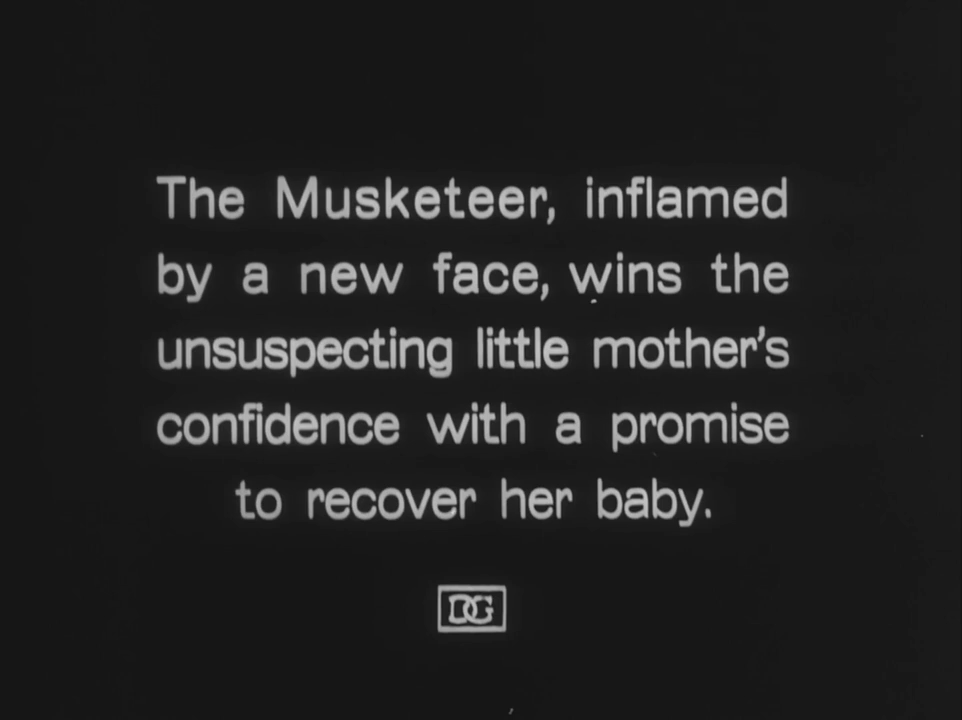 The Musketeer, inflamed
by a new face, wins the
unsuspecting little mother's
confidence with a promise
to recover her baby.
DG